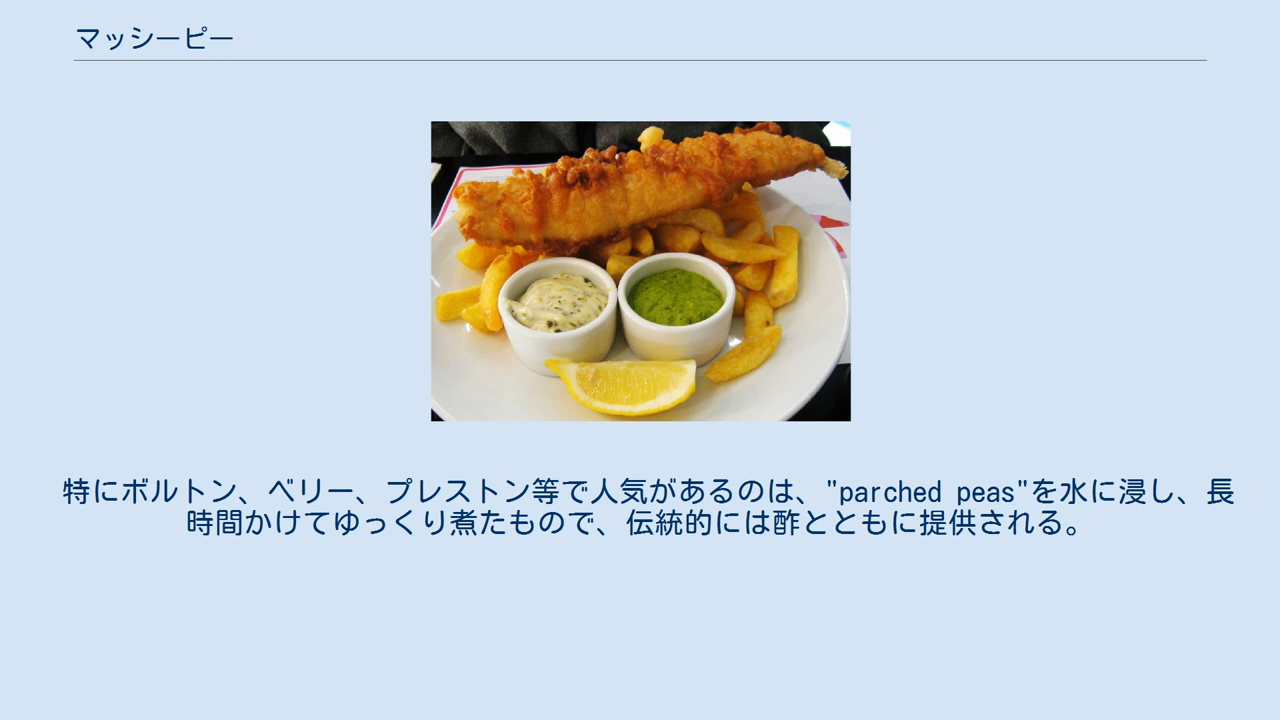 マッシーピー
特にボルトン、ベリー、プレストン等で人気があるのは、"parched peas"を水に浸し、長
時間かけてゆっくり煮たもので、伝統的には酢とともに提供される。